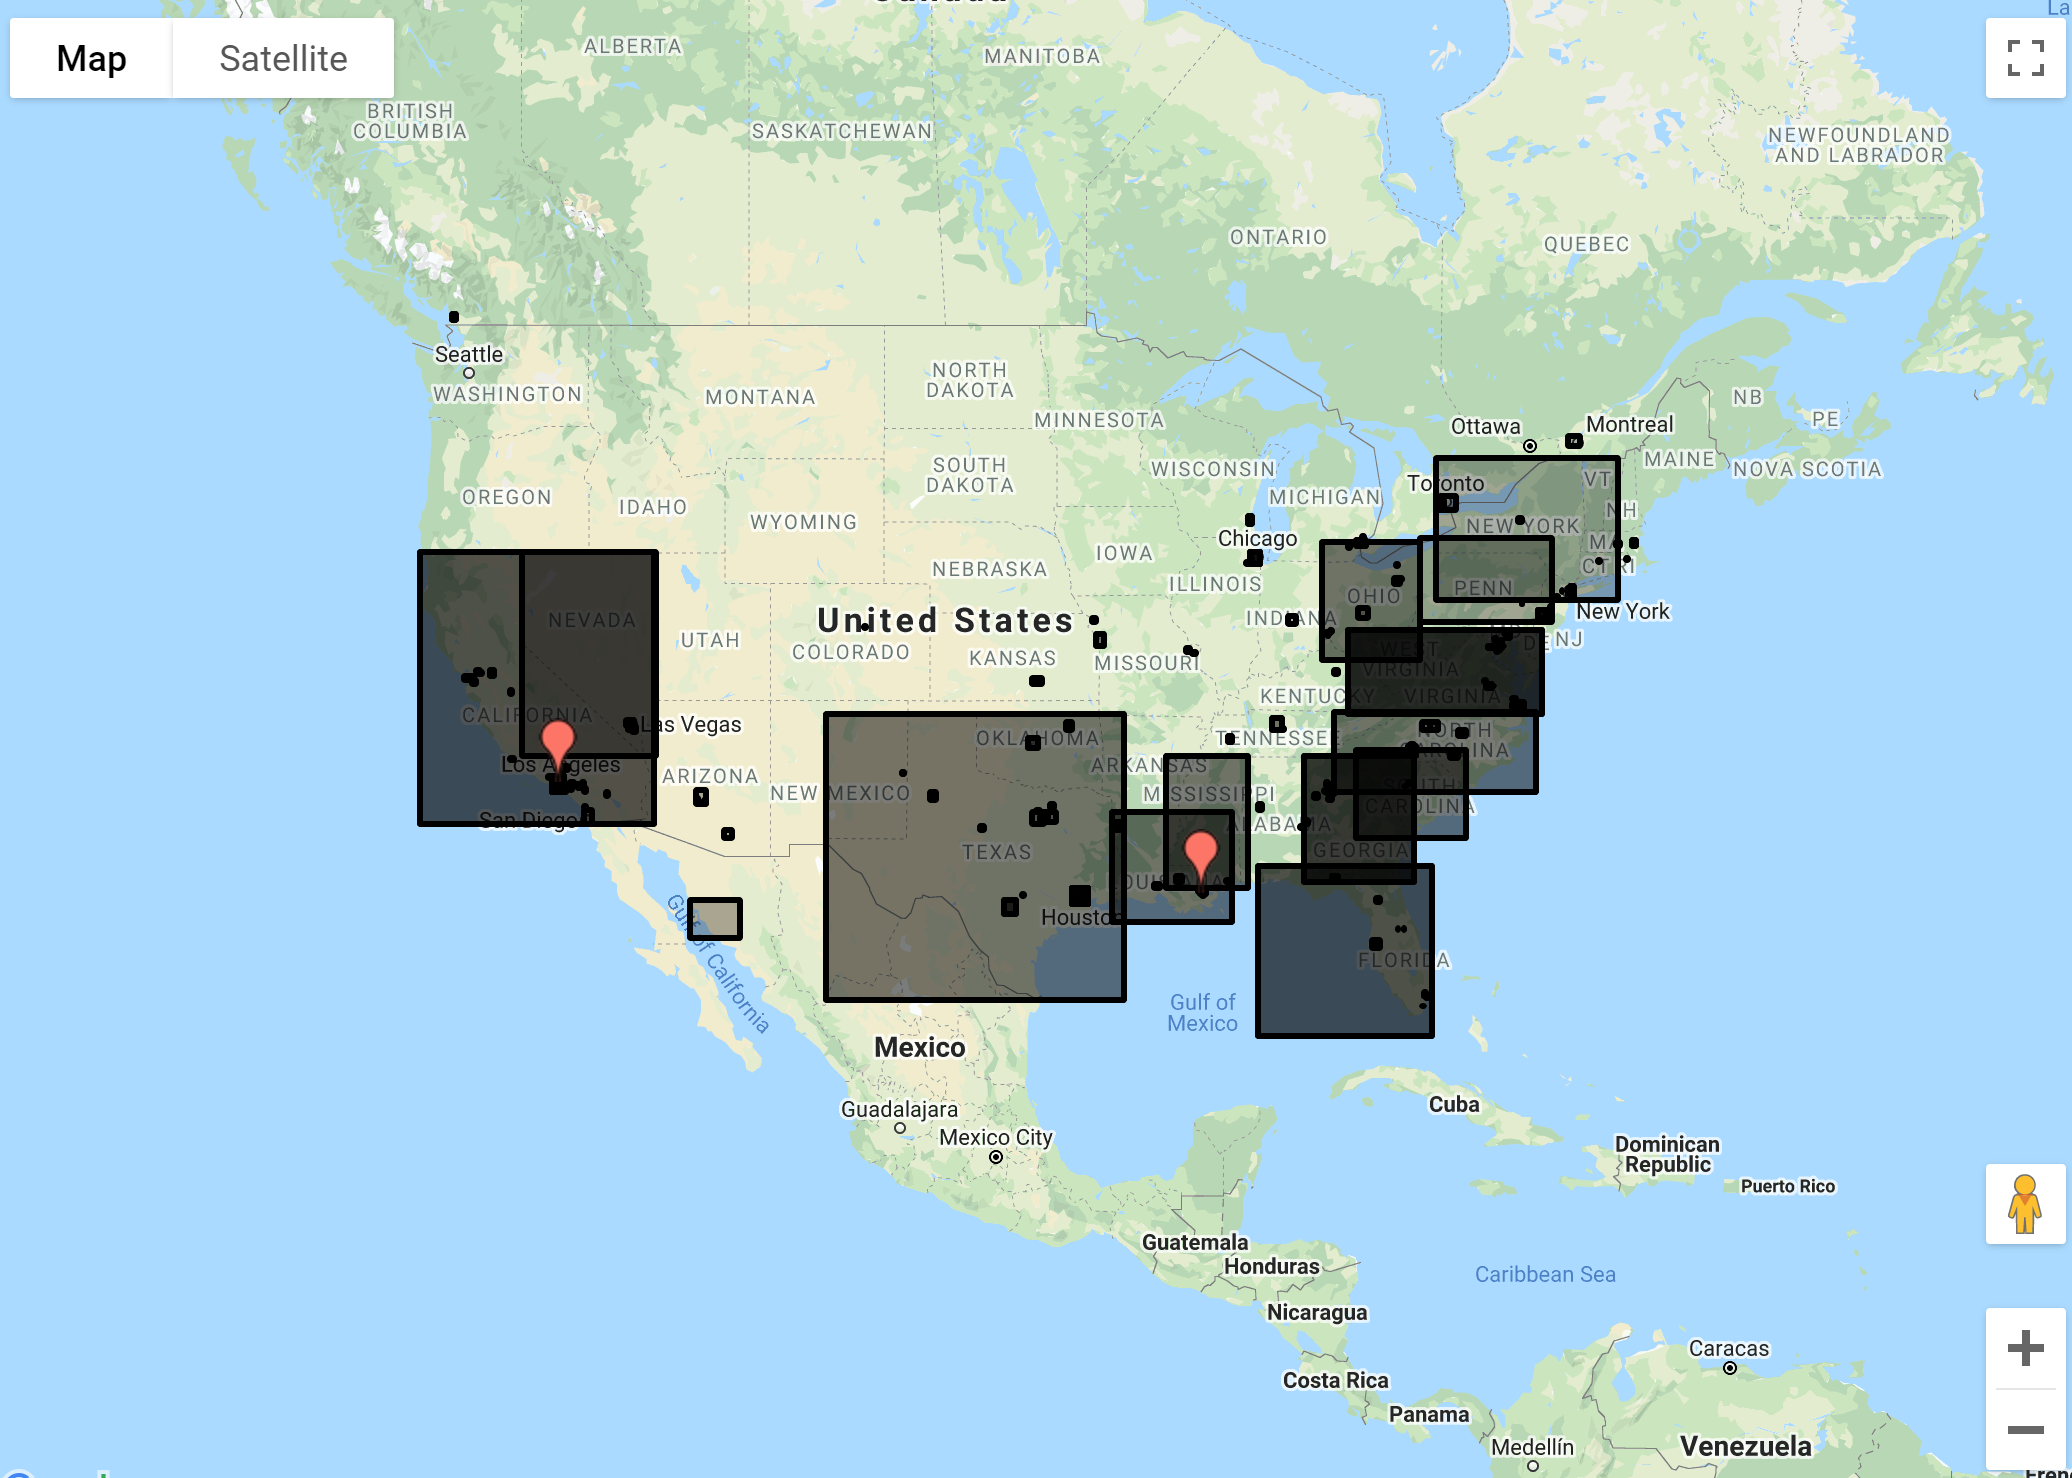 Canada
La
Map
Satellite
ALBERTA
MANITOBA
BRITISH
COLUMBIA
SASKATCHEWAN
NEWFOUNDLAND
AND LABRADOR
ONTARIO
QUEBEC
Seattle
WASHINGTON
MONTANA
NORTH
DAKOTA
MINNESOTA
NB
PE
Ottawa
Montreal
MAINE
NOVA SCOTIA
WISCONSIN
SOUTH
DAKOTA
MICHIGAN
Toronto
VT
NH
OREGON
IDAHO
WYOMING
NEW YORK
MA
CT
RI
Chicago
IOWA
NEBRASKA
ILLINOIS
INDIANA
OHIO
PENN
New York
NEVADA
United States
UTAH
COLORADO
KANSAS
MISSOURI
WEST
VIRGINIA
DE
NJ
KENTUCKY
VIRGINIA
CALIFORNIA
Las Vegas
OKLAHOMA
TENNESSEE
NORTH
CAROLINA
Los Angeles
ARIZONA
NEW MEXICO
ARKANSAS
MISSISSIPPI
SOUTH
CAROLINA
San Diego
ALABAMA
TEXAS
GEORGIA
LOUISIANA
Houston
FLORIDA
Gulf of California
Gulf of
Mexico
Mexico
Guadalajara
Mexico City
Cuba
Dominican
Republic
Puerto Rico
Guatemala
Honduras
Caribbean Sea
Nicaragua
Caracas
Costa Rica
Panama
Medellín
Venezuela